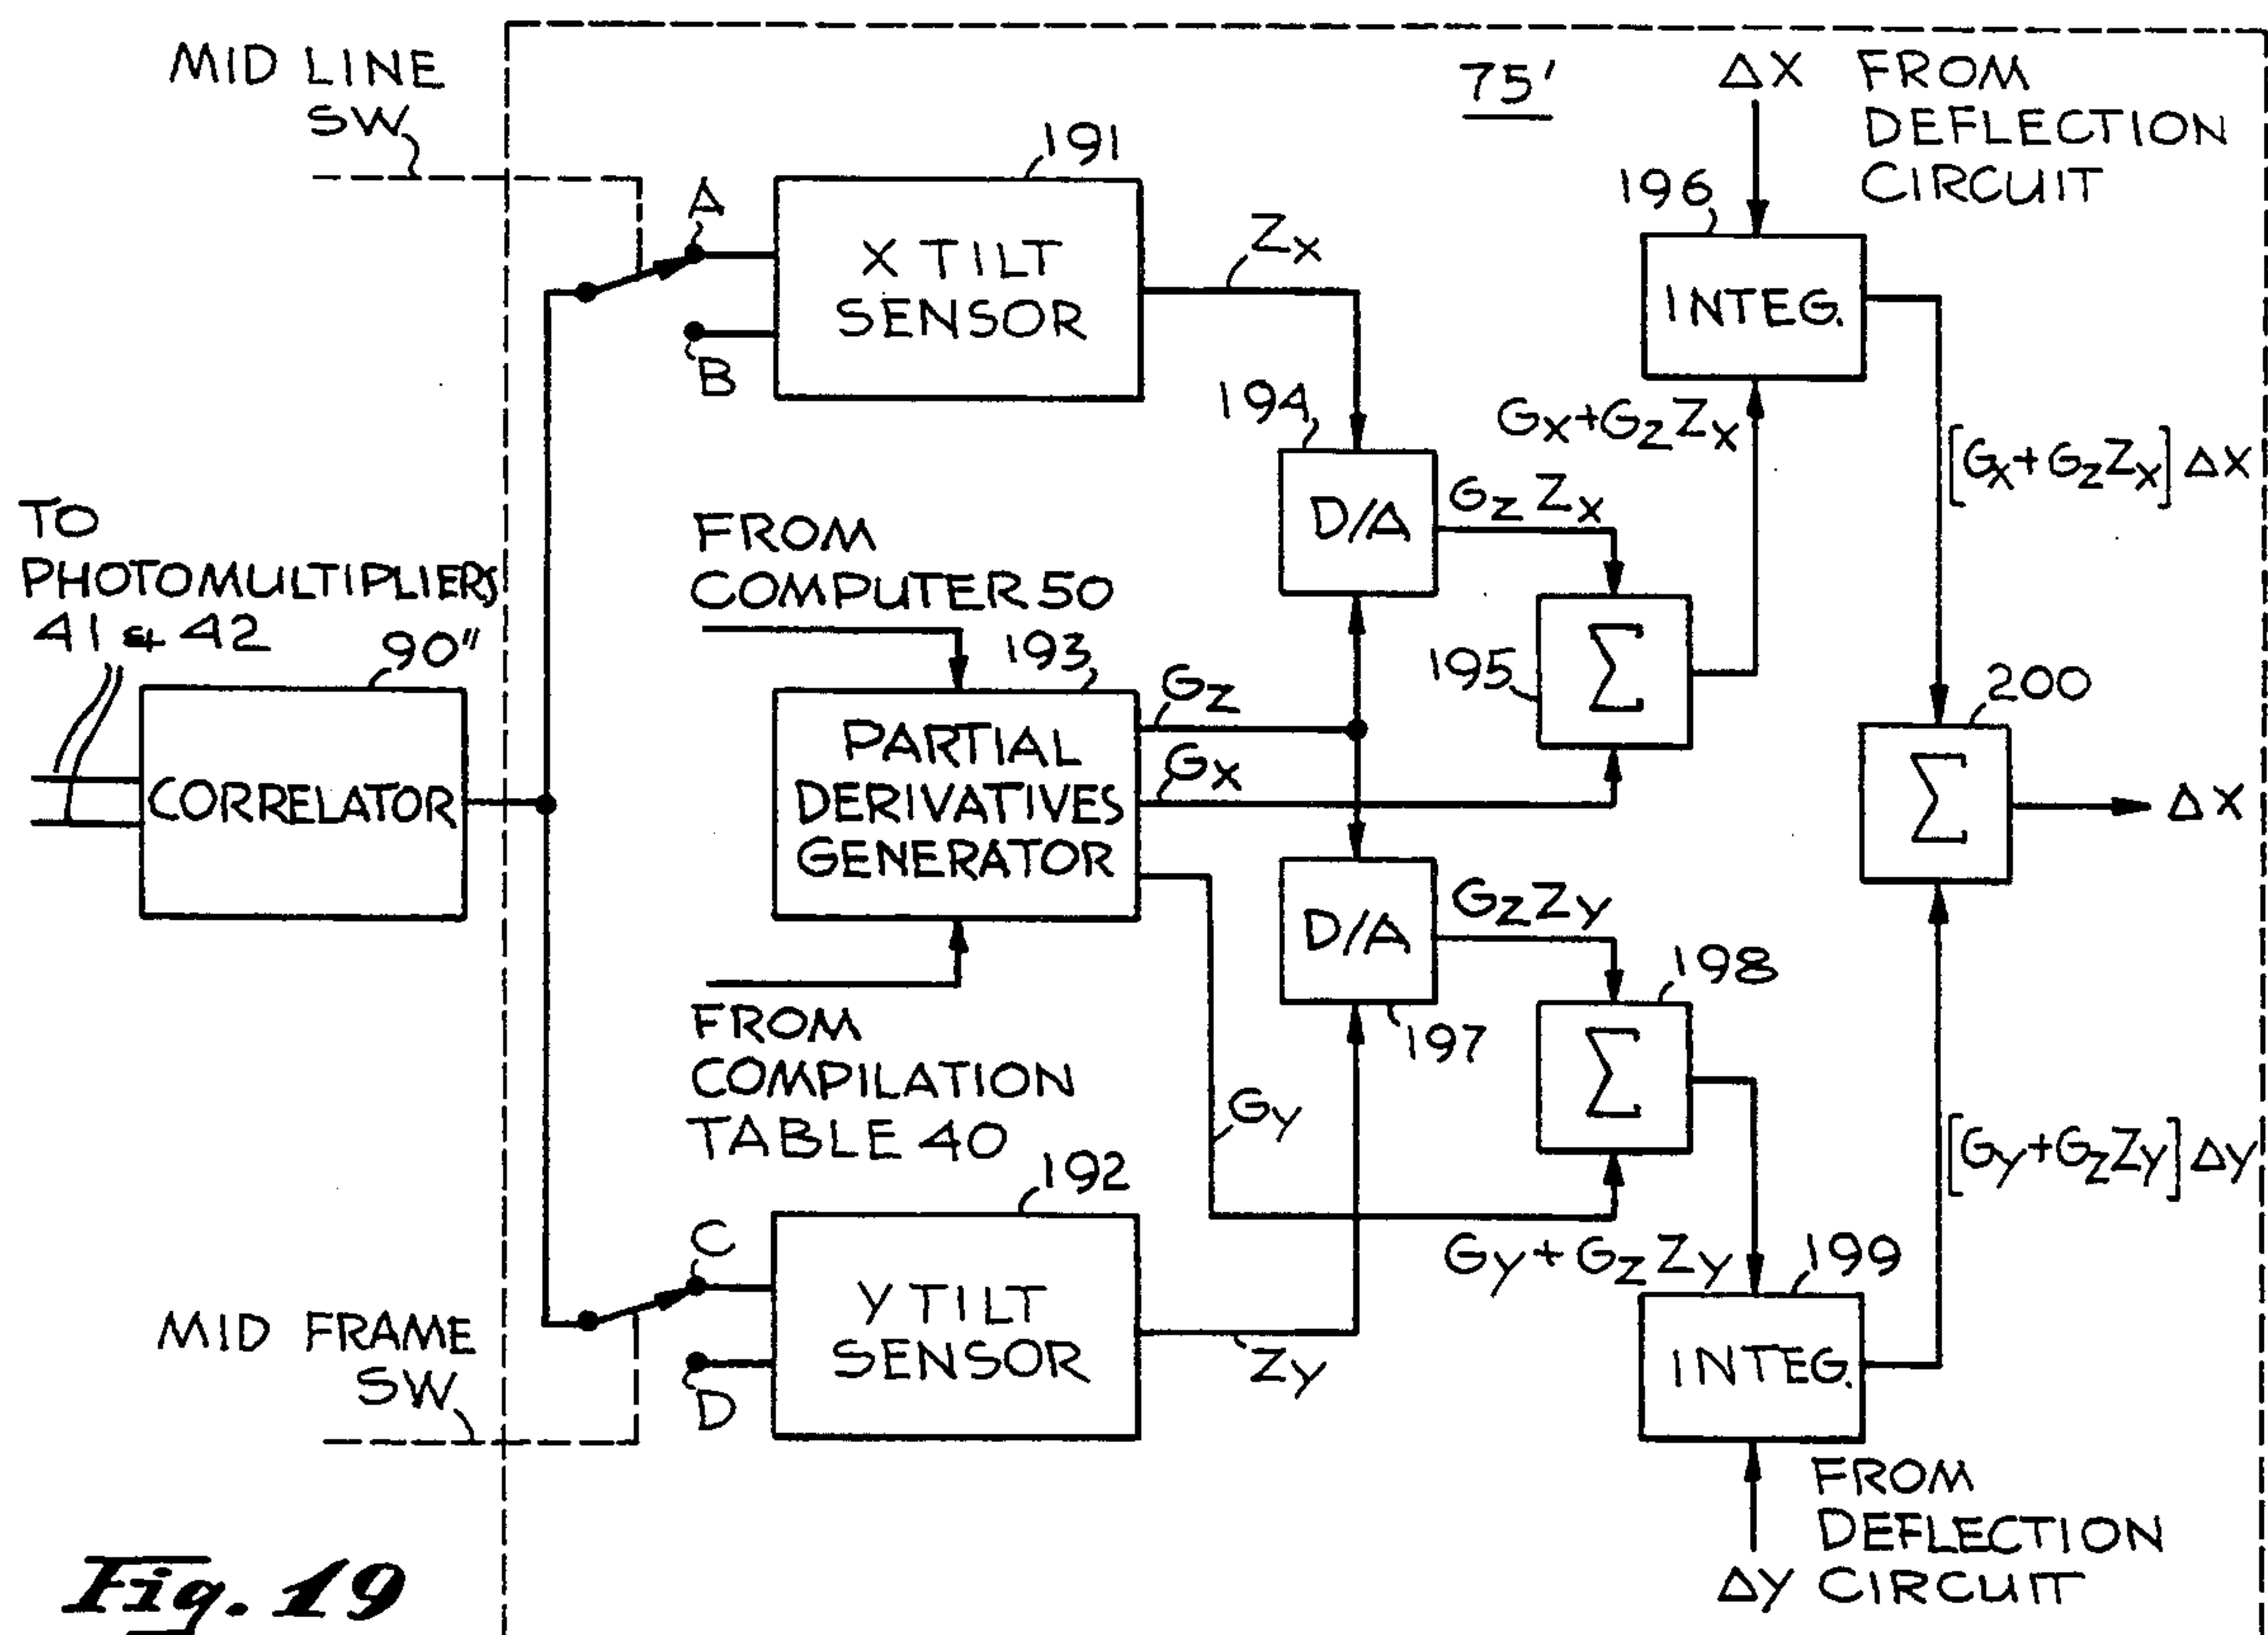 MID LINE
SW
75'
ΔX FROM
DEFLECTION
CIRCUIT
191
A
X TILT
SENSOR
B
Zx
196
INTEG.
194
D/A
Gx+GzZx
[Gx+GzZx]ΔX
GzZx
TO
PHOTOMULTIPLIERS
41 & 42
90"
CORRELATOR
FROM
COMPUTER 50
193
PARTIAL
DERIVATIVES
GENERATOR
Gz
Gx
195
Σ
200
Σ
ΔX
D/A
197
GzZy
198
Σ
FROM
COMPILATION
TABLE 40
Gy
[Gy+GzZy]Δy
192
C
Y TILT
SENSOR
D
Zy
Gy+GzZy
199
INTEG.
MID FRAME
SW
FROM
DEFLECTION
Δy CIRCUIT
Fig. 19